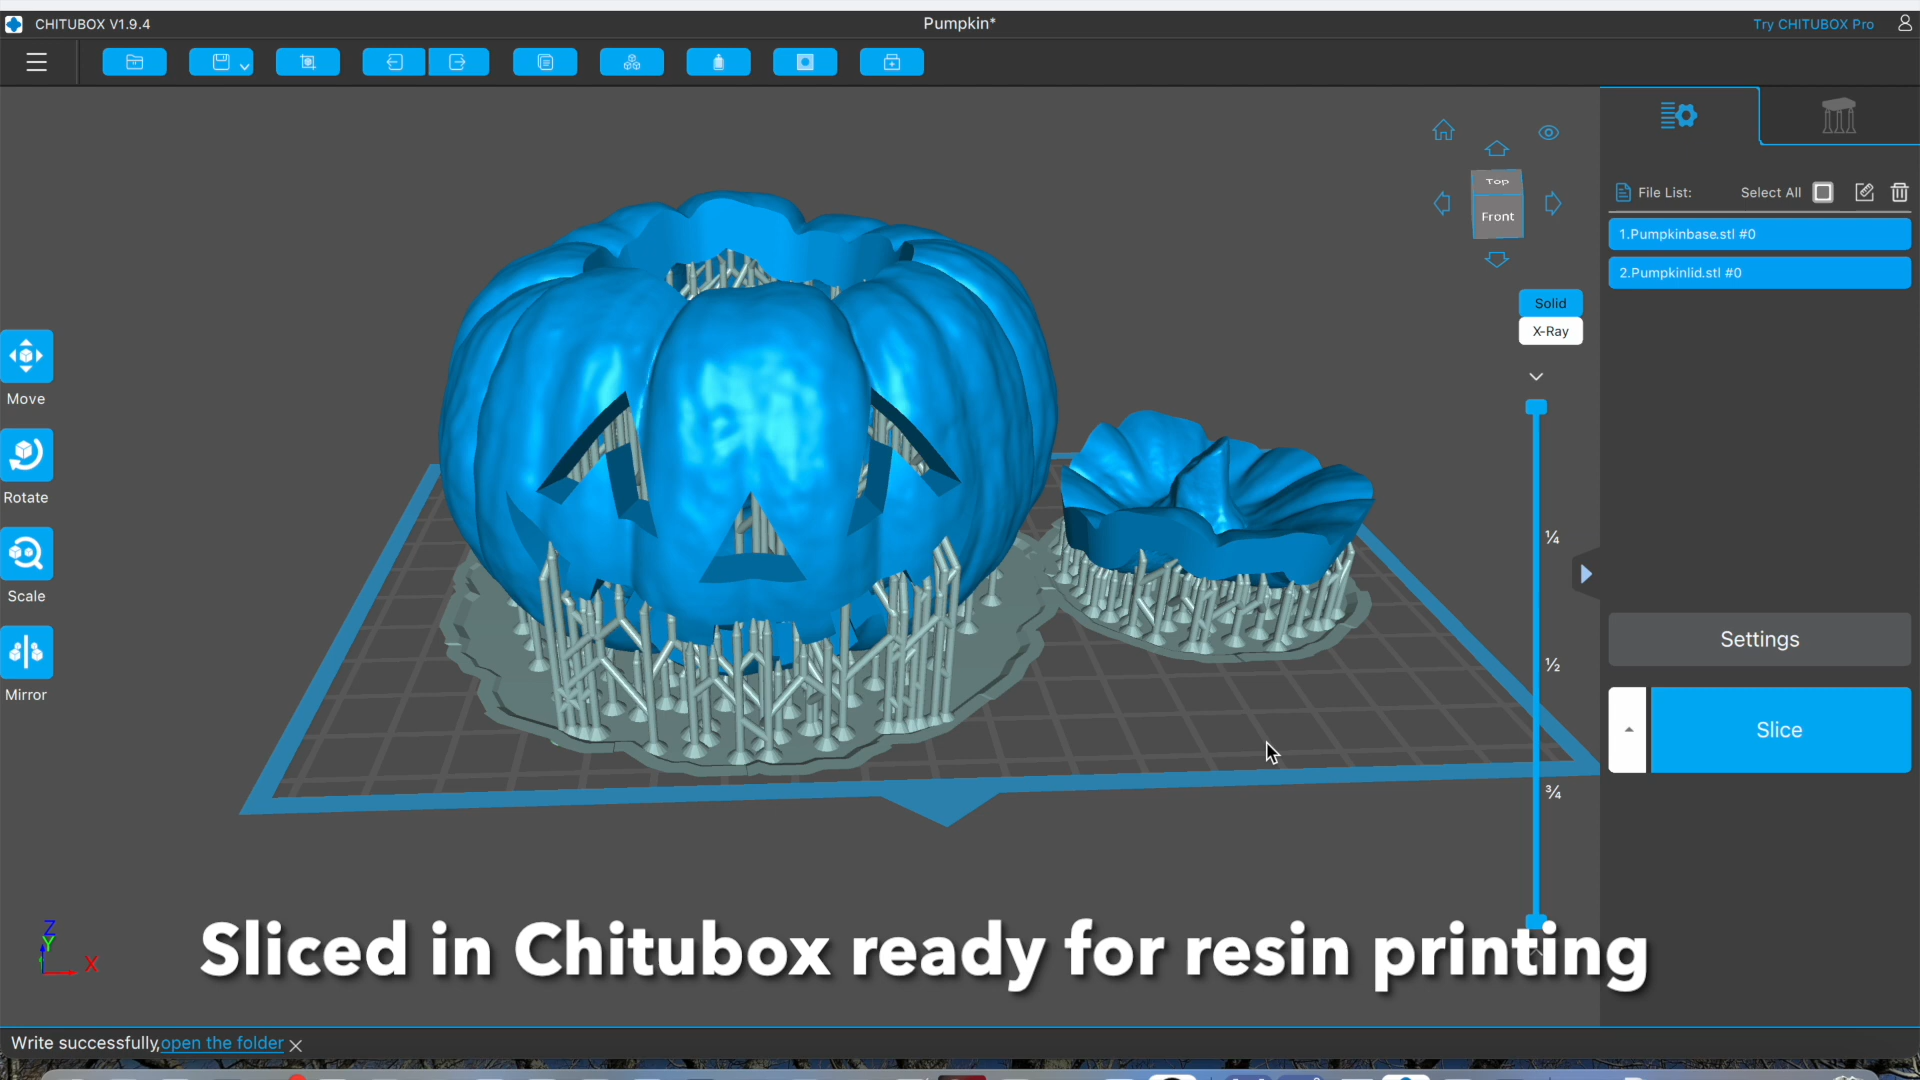 CHITUBOX V1.9.4
Pumpkin*
Try CHITUBOX Pro
Top
Front
File List:
Select All
1.Pumpkinbase.stl #0
2.Pumpkinlid.stl #0
Solid
X-Ray
Move
Rotate
Scale
Mirror
¼
½
¾
Settings
Slice
Z
Y
X
Sliced in Chitubox ready for resin printing
Write successfully,open the folder